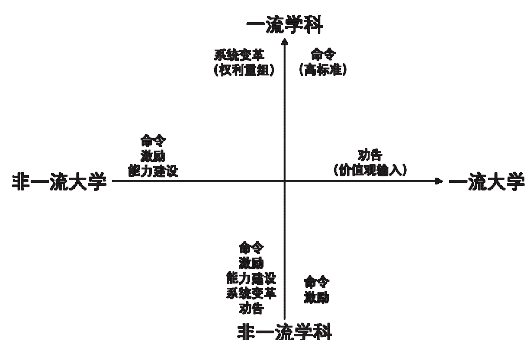 一流学科
系统变革
(权利重组)
命令
(高标准)
命令
激励
能力建设
劝告
(价值观输入)
非一流大学
一流大学
命令
激励
能力建设
系统变革
劝告
命令
激励
非一流学科